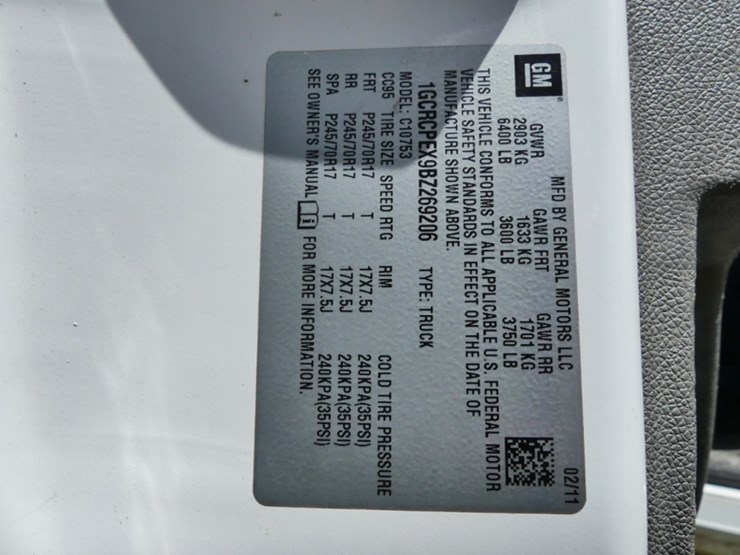 GM ®
MFD BY GENERAL MOTORS LLC 02/11
GVWR GAWR FRT GAWR RR
2903 KG 1633 KG 1701 KG
6400 LB 3600 LB 3750 LB
THIS VEHICLE CONFORMS TO ALL APPLICABLE U.S. FEDERAL MOTOR
VEHICLE SAFETY STANDARDS IN EFFECT ON THE DATE OF
MANUFACTURE SHOWN ABOVE.
1GCRCPEX9BZ269206 TYPE: TRUCK
MODEL: C10753
CC95 TIRE SIZE SPEED RTG RIM COLD TIRE PRESSURE
FRT P245/70R17 T 17X7.5J 240KPA(35PSI)
RR P245/70R17 T 17X7.5J 240KPA(35PSI)
SPA P245/70R17 T 17X7.5J 240KPA(35PSI)
SEE OWNER'S MANUAL FOR MORE INFORMATION.